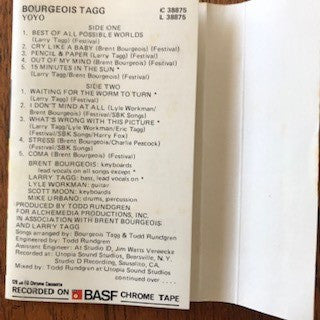 BOURGEOIS TAGG C 38875
YOYO L 38875
SIDE ONE
1. BEST OF ALL POSSIBLE WORLDS
(Larry Tagg) (Festival)
2. CRY LIKE A BABY (Brent Bourgeois) (Festival)
3. PENCIL & PAPER (Larry Tagg) (Festival)
4. OUT OF MY MIND (Brent Bourgeois) (Festival)
5. 15 MINUTES IN THE SUN *
(Larry Tagg) (Festival)
SIDE TWO
1. WAITING FOR THE WORM TO TURN *
(Larry Tagg) (Festival)
2. I DON'T MIND AT ALL (Lyle Workman/
Brent Bourgeois) (Festival/SBK Songs)
3. WHAT'S WRONG WITH THIS PICTURE *
(Larry Tagg/Lyle Workman/Eric Tagg)
(Festival/SBK Songs/Harry Fox)
4. STRESS (Brent Bourgeois/Charlie Peacock)
(Festival/SBK Songs)
5. COMA (Brent Bourgeois) (Festival)
BRENT BOURGEOIS: keyboards
lead vocals on all songs except *
LARRY TAGG: bass, lead vocals on *
LYLE WORKMAN: guitar
SCOTT MOON: keyboards
MIKE URBANO: drums, percussion
PRODUCED BY TODD RUNDGREN
FOR ALCHEMEDIA PRODUCTIONS, INC.
IN ASSOCIATION WITH BRENT BOURGEOIS
AND LARRY TAGG
Songs arranged by: Bourgeois Tagg & Todd Rundgren
Engineered by: Todd Rundgren
Assistant Engineer: At Studio D, Jim Watts Vereecke
Recorded at: Utopia Sound Studios, Bearsville, N.Y.
Studio D Recording, Sausalito, CA.
Mixed by: Todd Rundgren at Utopia Sound Studios
continued over ....
RECORDED ON BASF CHROME TAPE